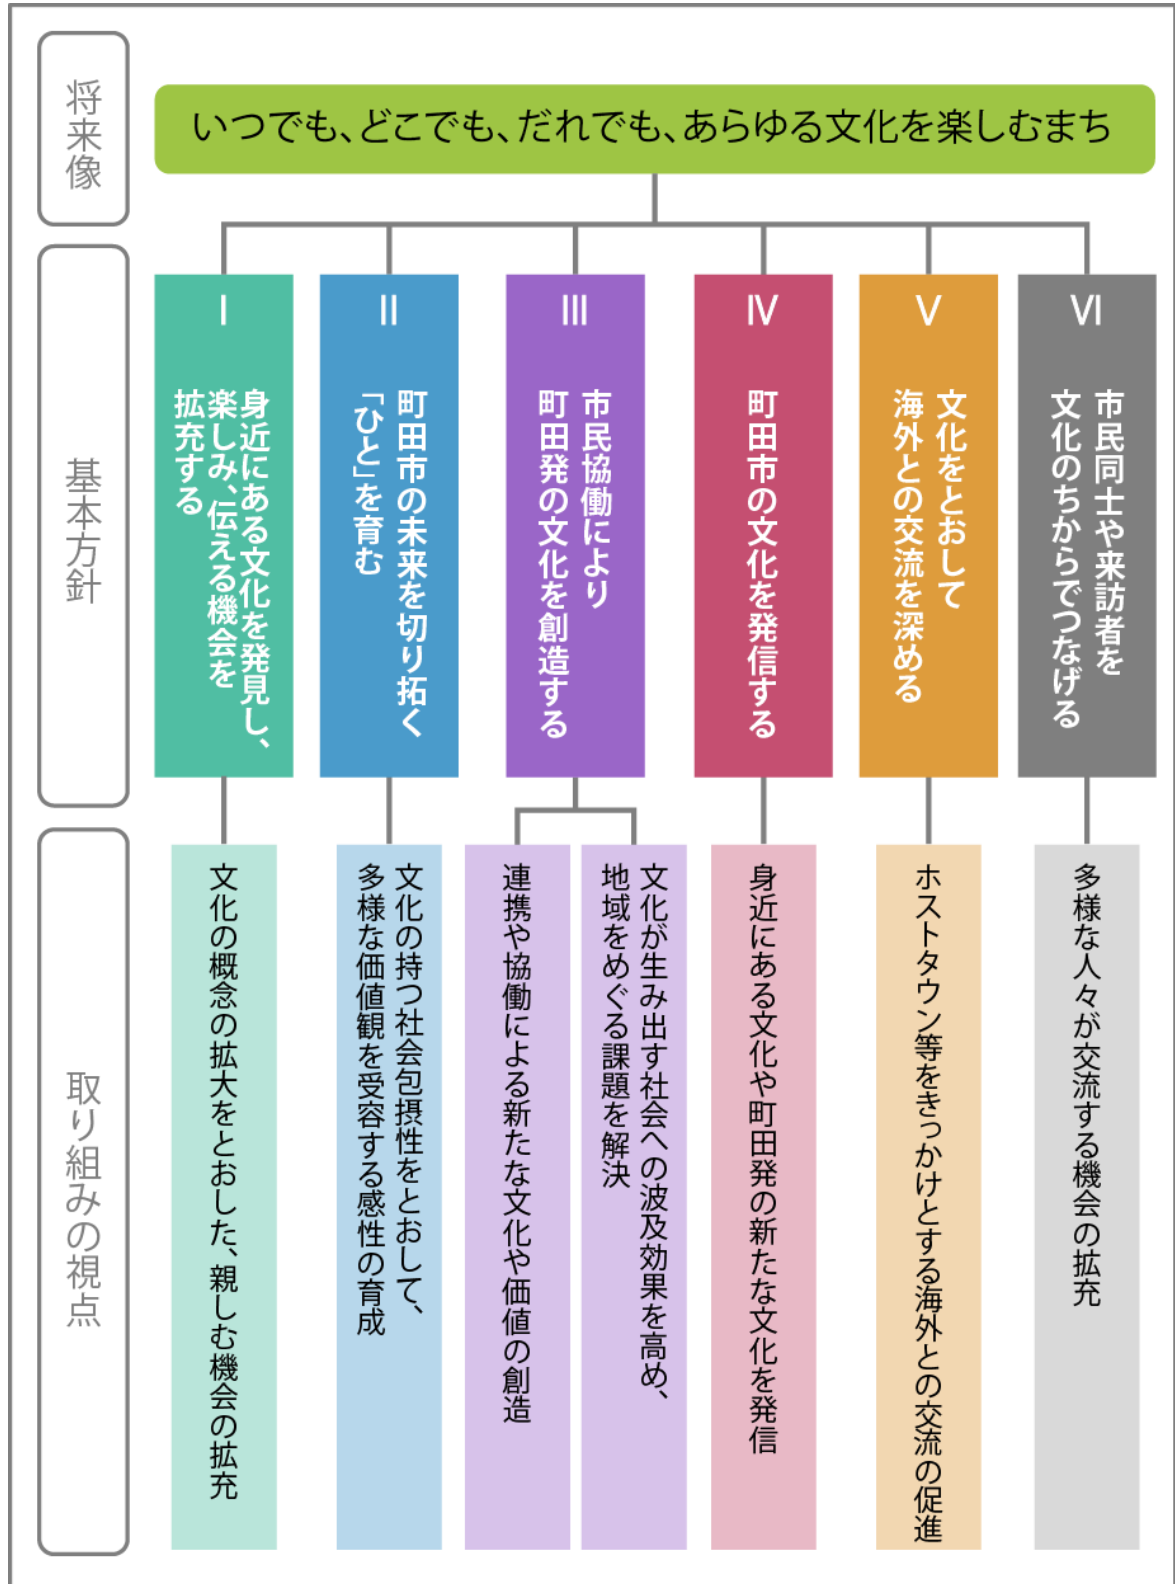 将来像
いつでも、どこでも、だれでも、あらゆる文化を楽しむまち
基本方針
Ⅰ
身近にある文化を発見し、
楽しみ、伝える機会を
拡充する
Ⅱ
町田市の未来を切り拓く
「ひと」を育む
Ⅲ
市民協働により
町田発の文化を創造する
Ⅳ
町田市の文化を発信する
Ⅴ
文化をとおして
海外との交流を深める
Ⅵ
市民同士や来訪者を
文化のちからでつなげる
取り組みの視点
文化の概念の拡大をとおした、親しむ機会の拡充
文化の持つ社会包摂性をとおして、
多様な価値観を受容する感性の育成
連携や協働による新たな文化や価値の創造
文化が生み出す社会への波及効果を高め、
地域をめぐる課題を解決
身近にある文化や町田発の新たな文化を発信
ホストタウン等をきっかけとする海外との交流の促進
多様な人々が交流する機会の拡充